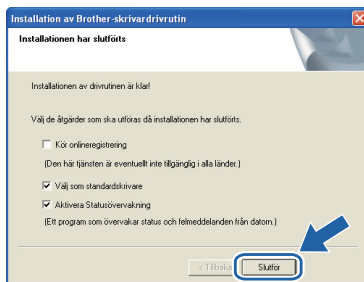 Installation av Brother-skrivardrivrutin
Installationen har slutförts
Installationen av drivrutinen är klar!
Välj de åtgärder som ska utföras då installationen har slutförts.
Kör onlineregistrering
(Den här tjänsten är eventuellt inte tillgänglig i alla länder.)
Välj som standardskrivare
Aktivera Statusövervakning
(Ett program som övervakar status och felmeddelanden från datorn.)
< Tillbaka
Slutför